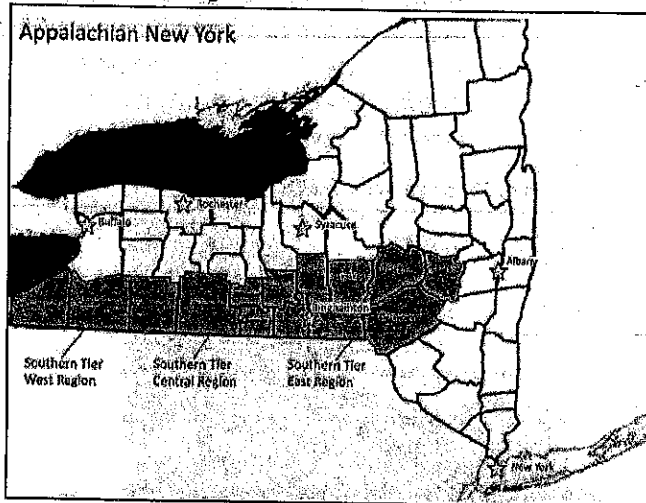 Appalachian New York
Rochester
Buffalo
Syracuse
Albany
Binghamton
Southern Tier
West Region
Southern Tier
Central Region
Southern Tier
East Region
New York